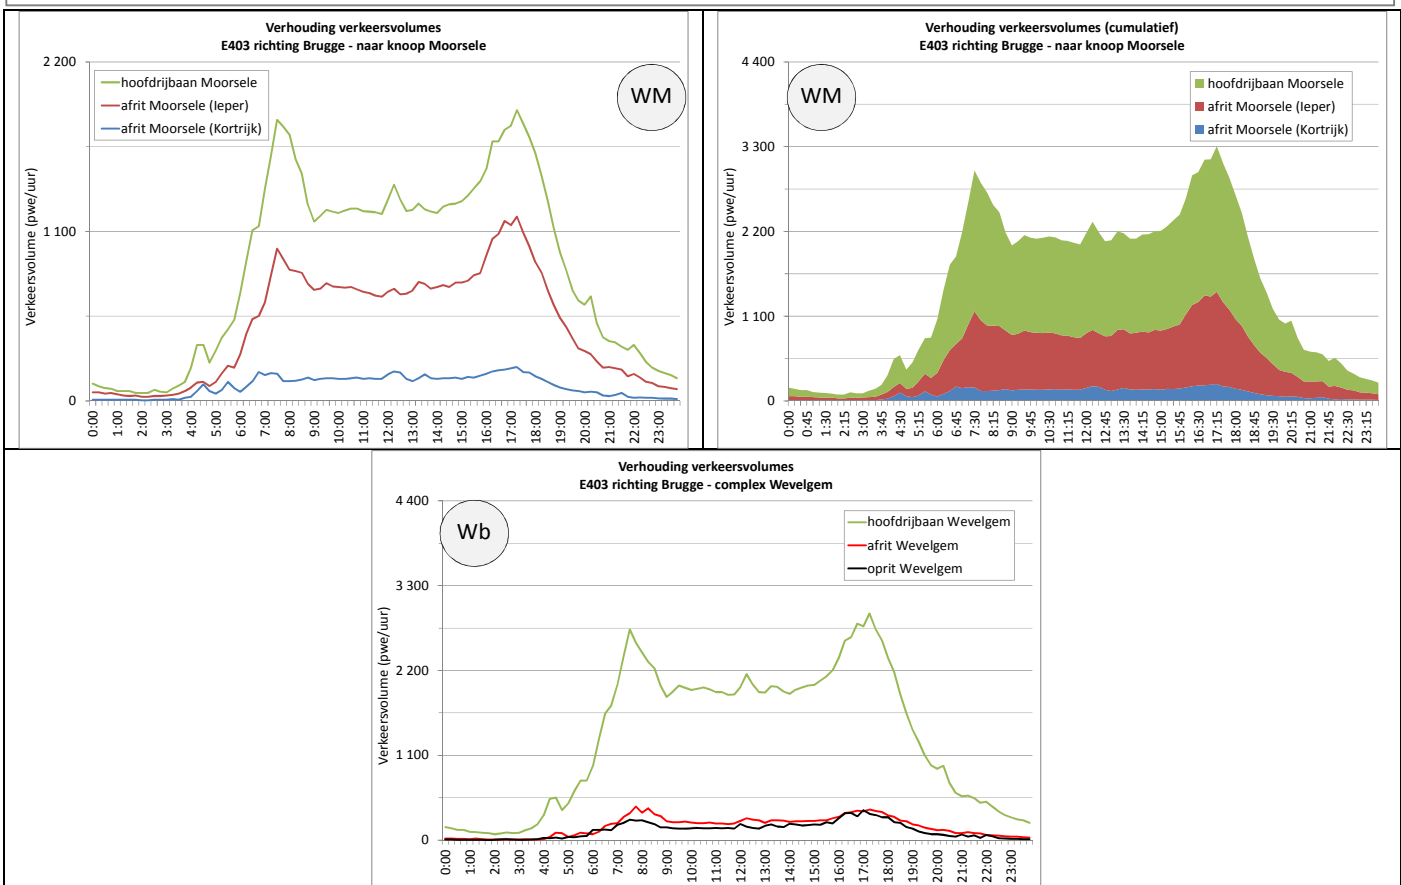 Verhouding verkeersvolumes
E403 richting Brugge - naar knoop Moorsele
2 200
1 100
0
Verkeersvolume (pwe/uur)
hoofdrijbaan Moorsele
afrit Moorsele (Ieper)
afrit Moorsele (Kortrijk)
WM
0:00 1:00 2:00 3:00 4:00 5:00 6:00 7:00 8:00 9:00 10:00 11:00 12:00 13:00 14:00 15:00 16:00 17:00 18:00 19:00 20:00 21:00 22:00 23:00
Verhouding verkeersvolumes (cumulatief)
E403 richting Brugge - naar knoop Moorsele
4 400
3 300
2 200
1 100
0
Verkeersvolume (pwe/uur)
WM
hoofdrijbaan Moorsele
afrit Moorsele (Ieper)
afrit Moorsele (Kortrijk)
0:00 0:45 1:30 2:15 3:00 3:45 4:30 5:15 6:00 6:45 7:30 8:15 9:00 9:45 10:30 11:15 12:00 12:45 13:30 14:15 15:00 15:45 16:30 17:15 18:00 18:45 19:30 20:15 21:00 21:45 22:30 23:15
Verhouding verkeersvolumes
E403 richting Brugge - complex Wevelgem
4 400
3 300
2 200
1 100
0
Verkeersvolume (pwe/uur)
Wb
hoofdrijbaan Wevelgem
afrit Wevelgem
oprit Wevelgem
0:00 1:00 2:00 3:00 4:00 5:00 6:00 7:00 8:00 9:00 10:00 11:00 12:00 13:00 14:00 15:00 16:00 17:00 18:00 19:00 20:00 21:00 22:00 23:00